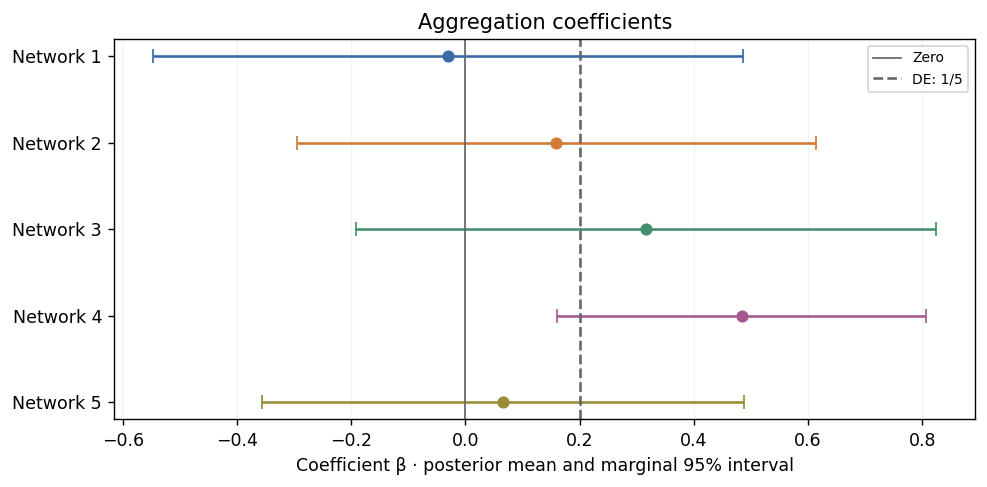 Aggregation coefficients
Network 1
Network 2
Network 3
Network 4
Network 5
Zero
DE: 1/5
−0.6
−0.4
−0.2
0.0
0.2
0.4
0.6
0.8
Coefficient β · posterior mean and marginal 95% interval